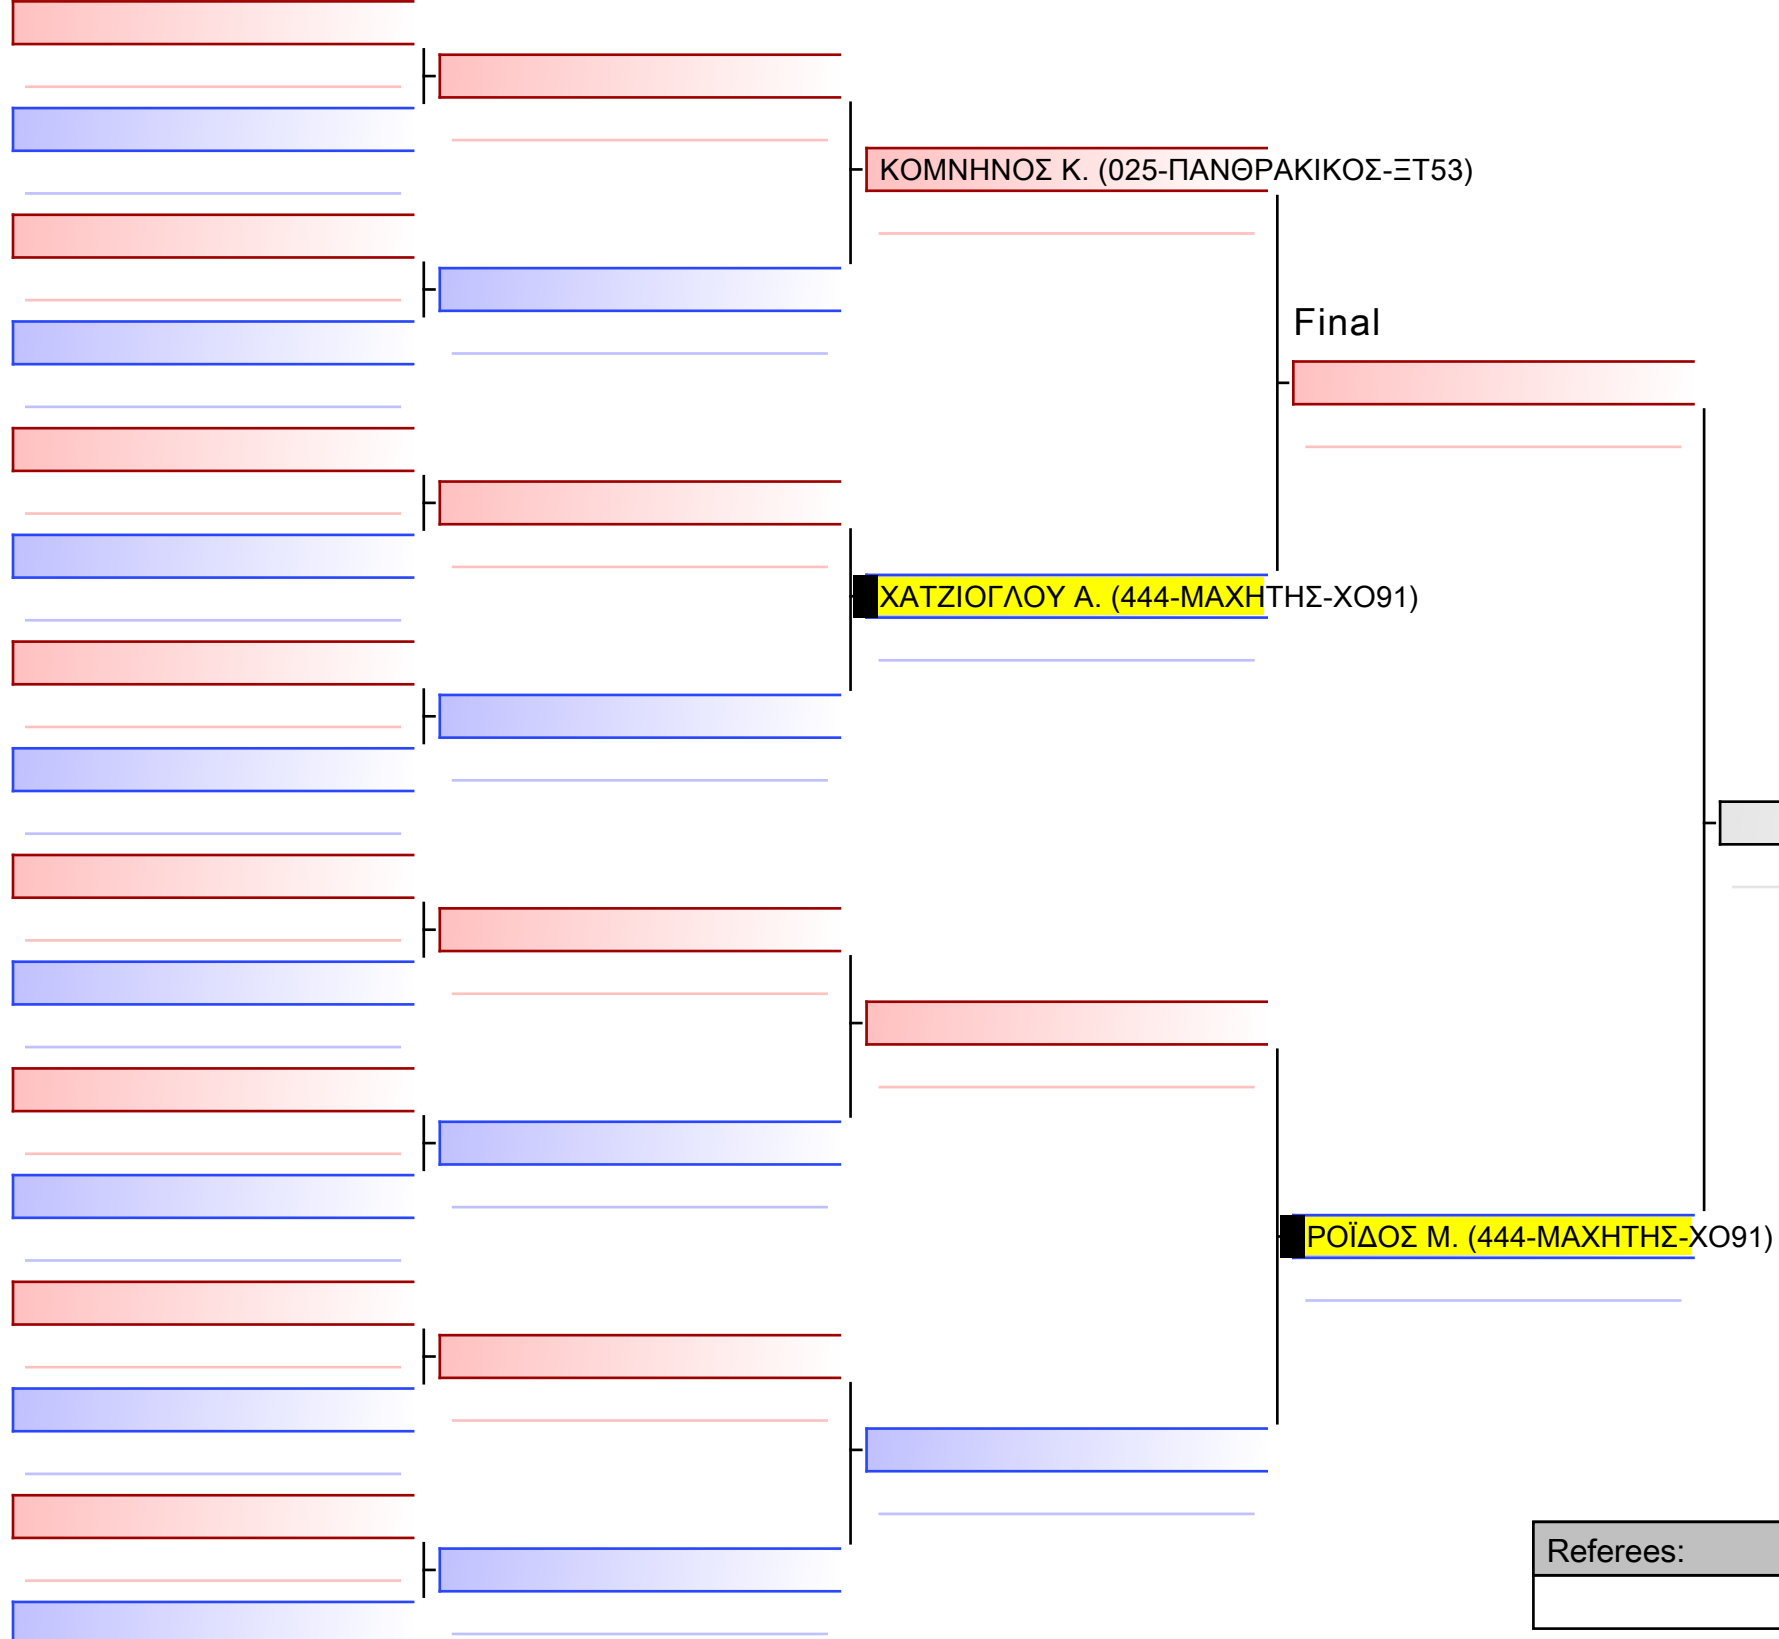 ΚΟΜΝΗΝΟΣ Κ. (025-ΠΑΝΘΡΑΚΙΚΟΣ-ΞΤ53)
Final
ΧΑΤΖΙΟΓΛΟΥ Α. (444-ΜΑΧΗΤΗΣ-ΧΟ91)
ΡΟΪΔΟΣ Μ. (444-ΜΑΧΗΤΗΣ-ΧΟ91)
Referees: